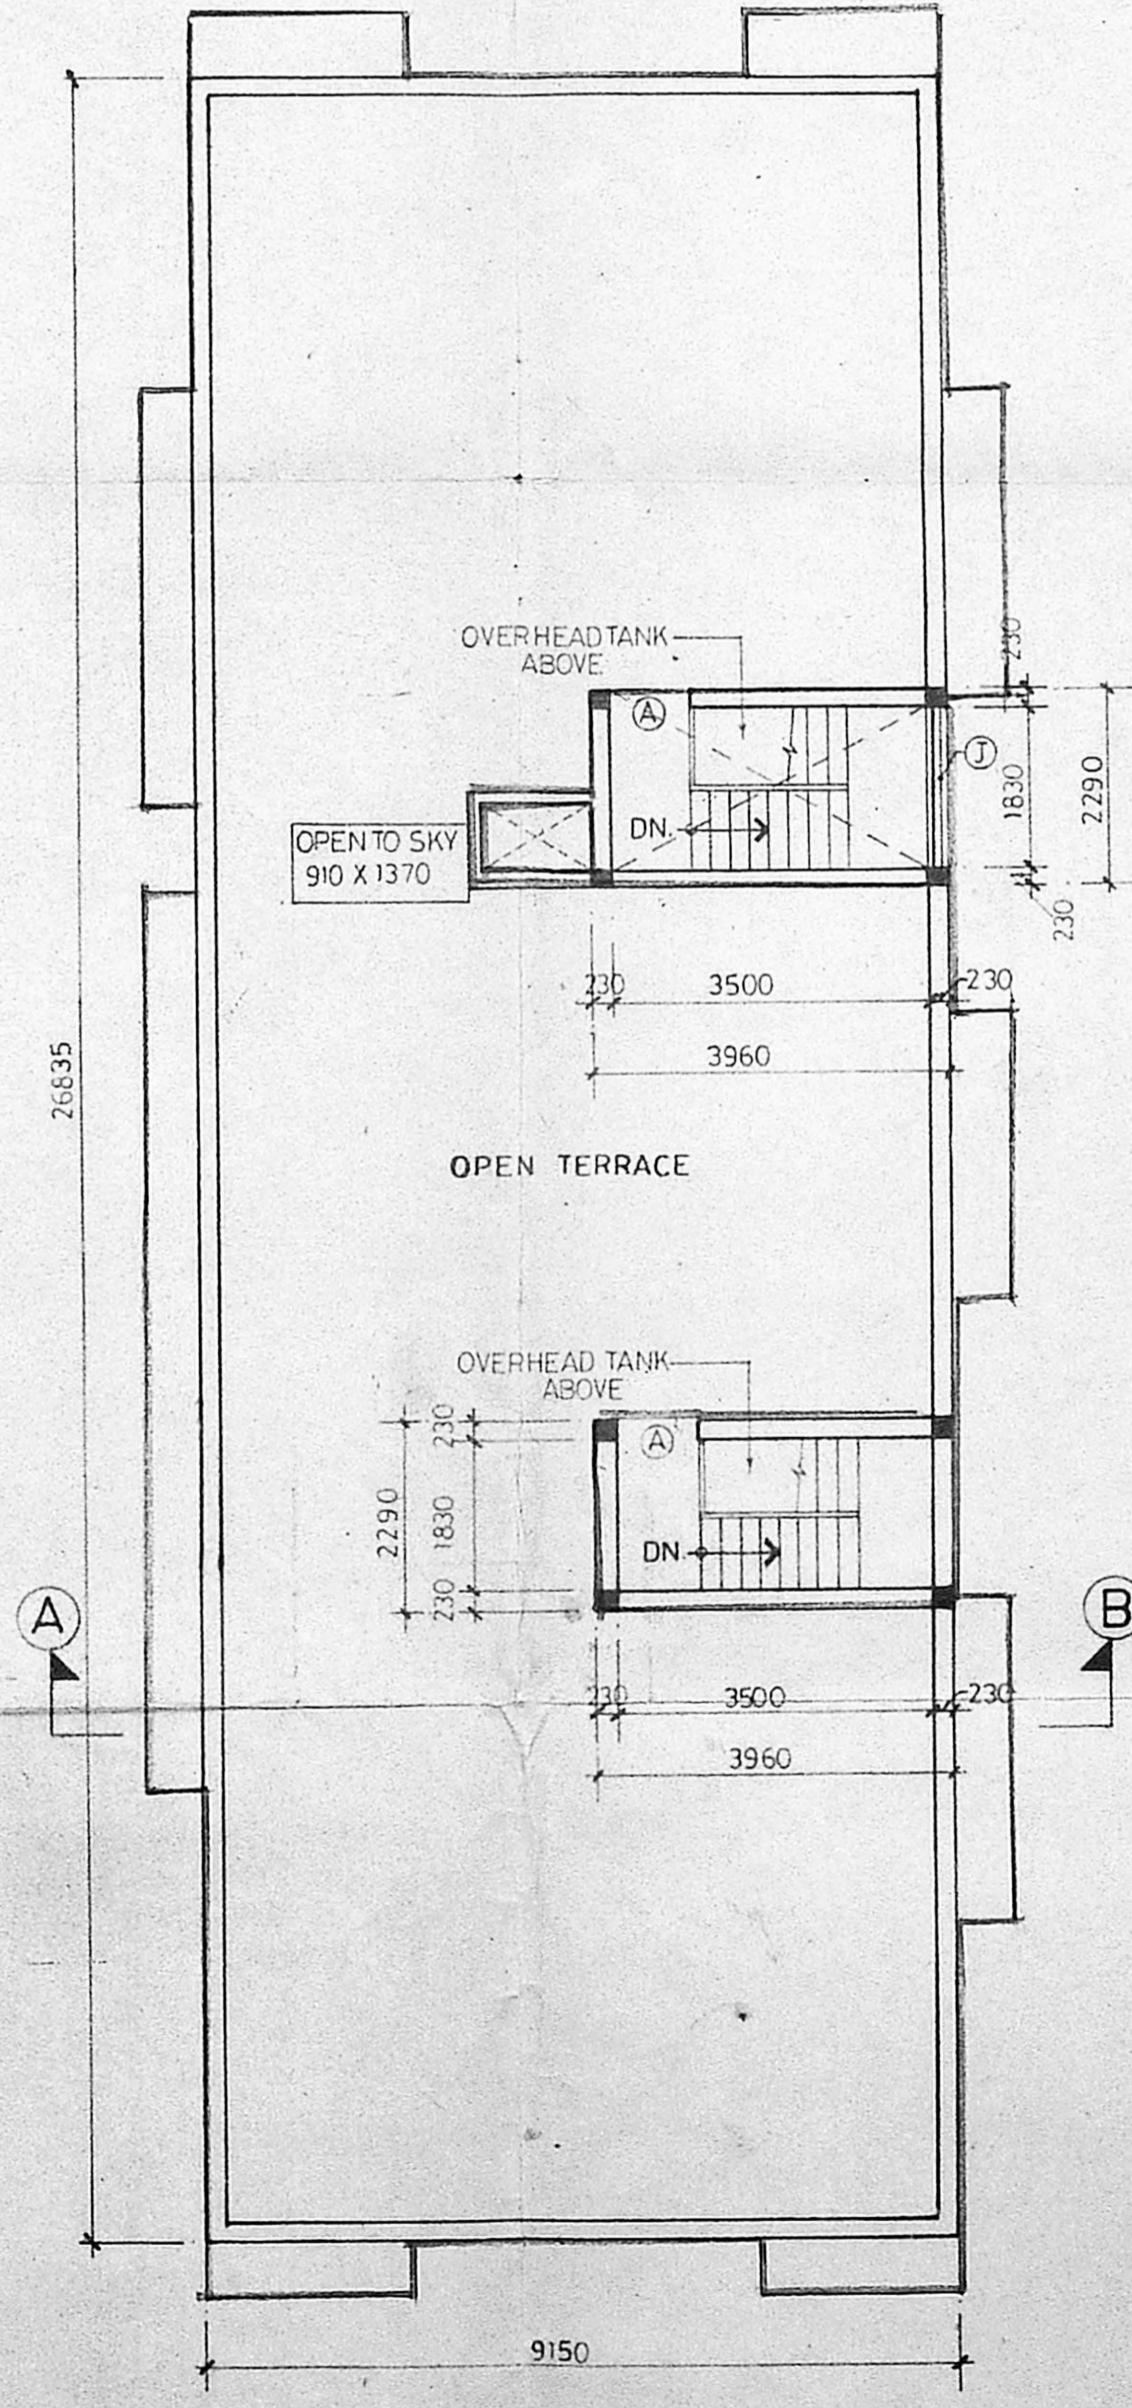 OVERHEAD TANK
ABOVE
230
A
J
1830
2290
DN.
OPEN TO SKY
910 X 1370
230
230
3500
230
3960
26835
OPEN TERRACE
OVERHEAD TANK
ABOVE
230
A
2290
1830
DN.
230
A
B
230
3500
230
3960
9150